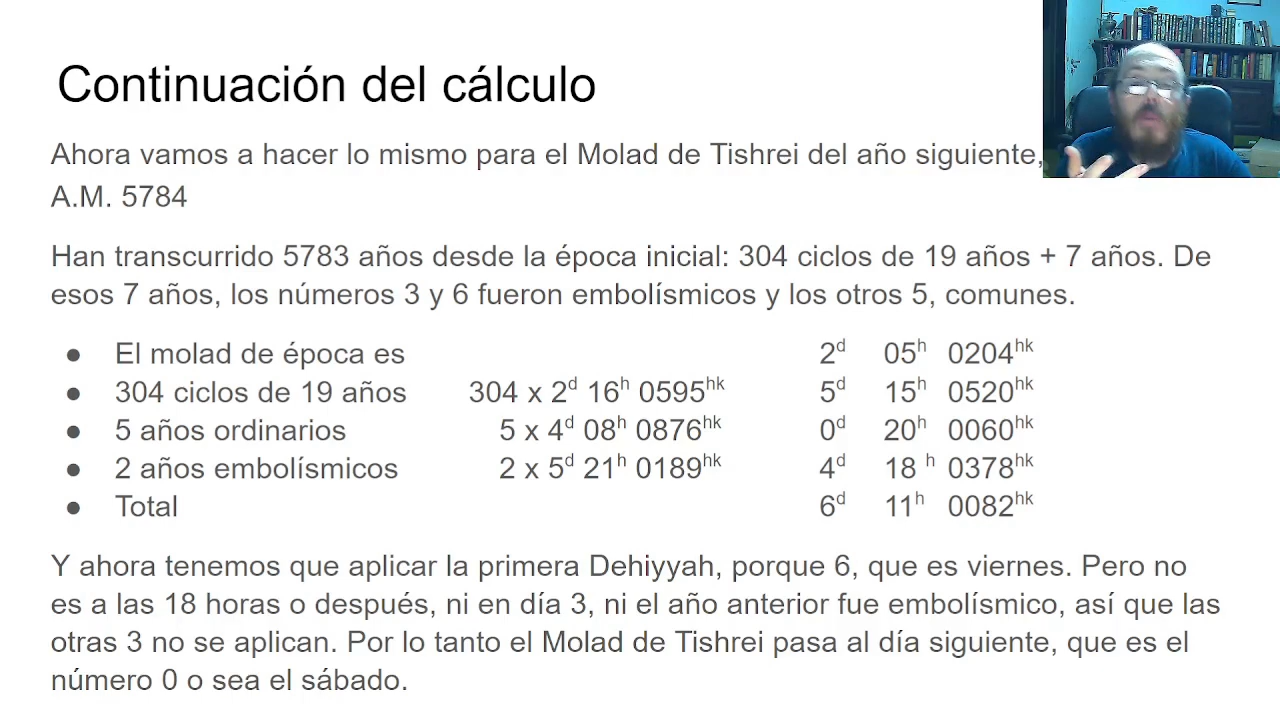 Continuación del cálculo
Ahora vamos a hacer lo mismo para el Molad de Tishrei del año siguiente,
A.M. 5784
Han transcurrido 5783 años desde la época inicial: 304 ciclos de 19 años + 7 años. De
esos 7 años, los números 3 y 6 fueron embolísmicos y los otros 5, comunes.
● El molad de época es 2d 05h 0204hk
● 304 ciclos de 19 años 304 x 2d 16h 0595hk 5d 15h 0520hk
● 5 años ordinarios 5 x 4d 08h 0876hk 0d 20h 0060hk
● 2 años embolísmicos 2 x 5d 21h 0189hk 4d 18 h 0378hk
● Total 6d 11h 0082hk
Y ahora tenemos que aplicar la primera Dehiyyah, porque 6, que es viernes. Pero no
es a las 18 horas o después, ni en día 3, ni el año anterior fue embolísmico, así que las
otras 3 no se aplican. Por lo tanto el Molad de Tishrei pasa al día siguiente, que es el
número 0 o sea el sábado.